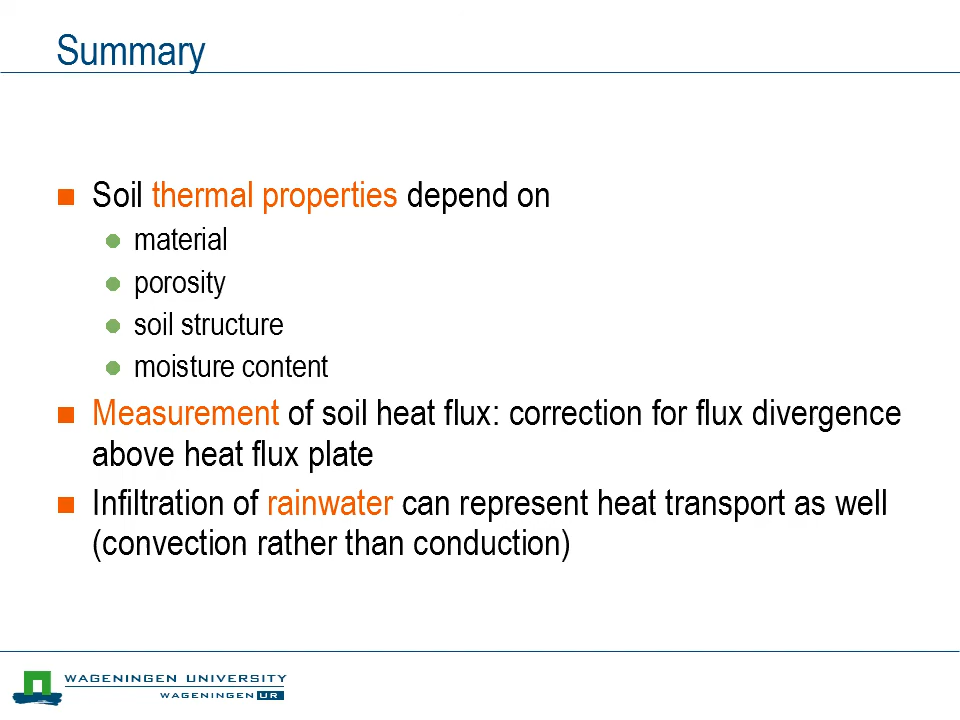 Summary
Soil thermal properties depend on
material
porosity
soil structure
moisture content
Measurement of soil heat flux: correction for flux divergence
above heat flux plate
Infiltration of rainwater can represent heat transport as well
(convection rather than conduction)
WAGENINGEN UNIVERSITY
WAGENINGEN UR